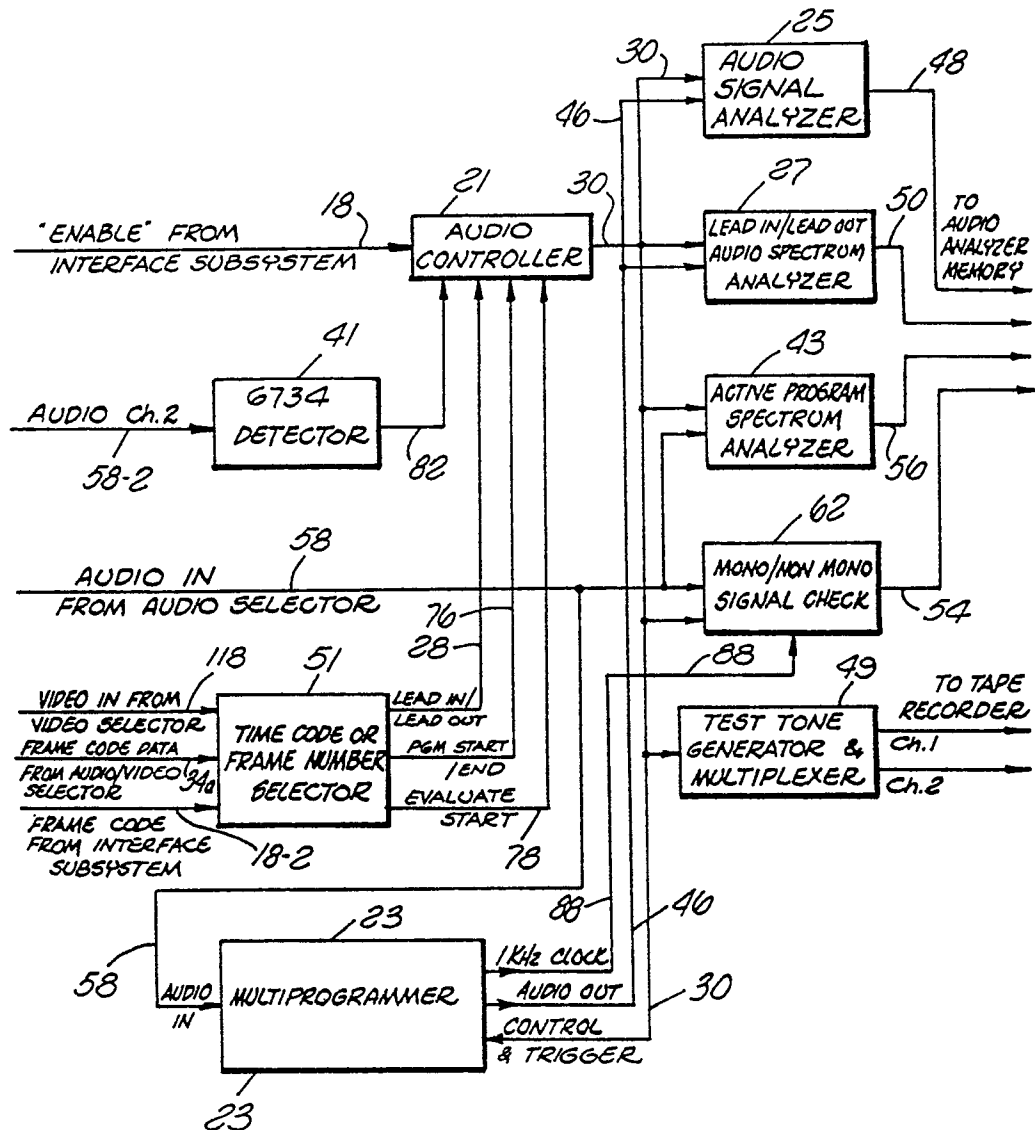 25
30
AUDIO
SIGNAL
ANALYZER
48
46
21
30
27
18
"ENABLE" FROM
INTERFACE SUBSYSTEM
AUDIO
CONTROLLER
LEAD IN/LEAD OUT
AUDIO SPECTRUM
ANALYZER
50
TO
AUDIO
ANALYZER
MEMORY
41
43
AUDIO Ch.2
58-2
6734
DETECTOR
82
ACTIVE PROGRAM
SPECTRUM
ANALYZER
56
62
58
AUDIO IN
FROM AUDIO SELECTOR
MONO/NON MONO
SIGNAL CHECK
54
76
28
88
118
51
49
VIDEO IN FROM
VIDEO SELECTOR
FRAME CODE DATA
FROM AUDIO/VIDEO
SELECTOR
34a
FRAME CODE
FROM INTERFACE
SUBSYSTEM
18-2
TIME CODE OR
FRAME NUMBER
SELECTOR
LEAD IN/
LEAD OUT
PGM START
/END
EVALUATE
START
78
TEST TONE
GENERATOR &
MULTIPLEXER
TO TAPE
RECORDER
Ch.1
Ch.2
88
46
23
58
AUDIO
IN
MULTIPROGRAMMER
1 KHz CLOCK
AUDIO OUT
CONTROL
& TRIGGER
30
23